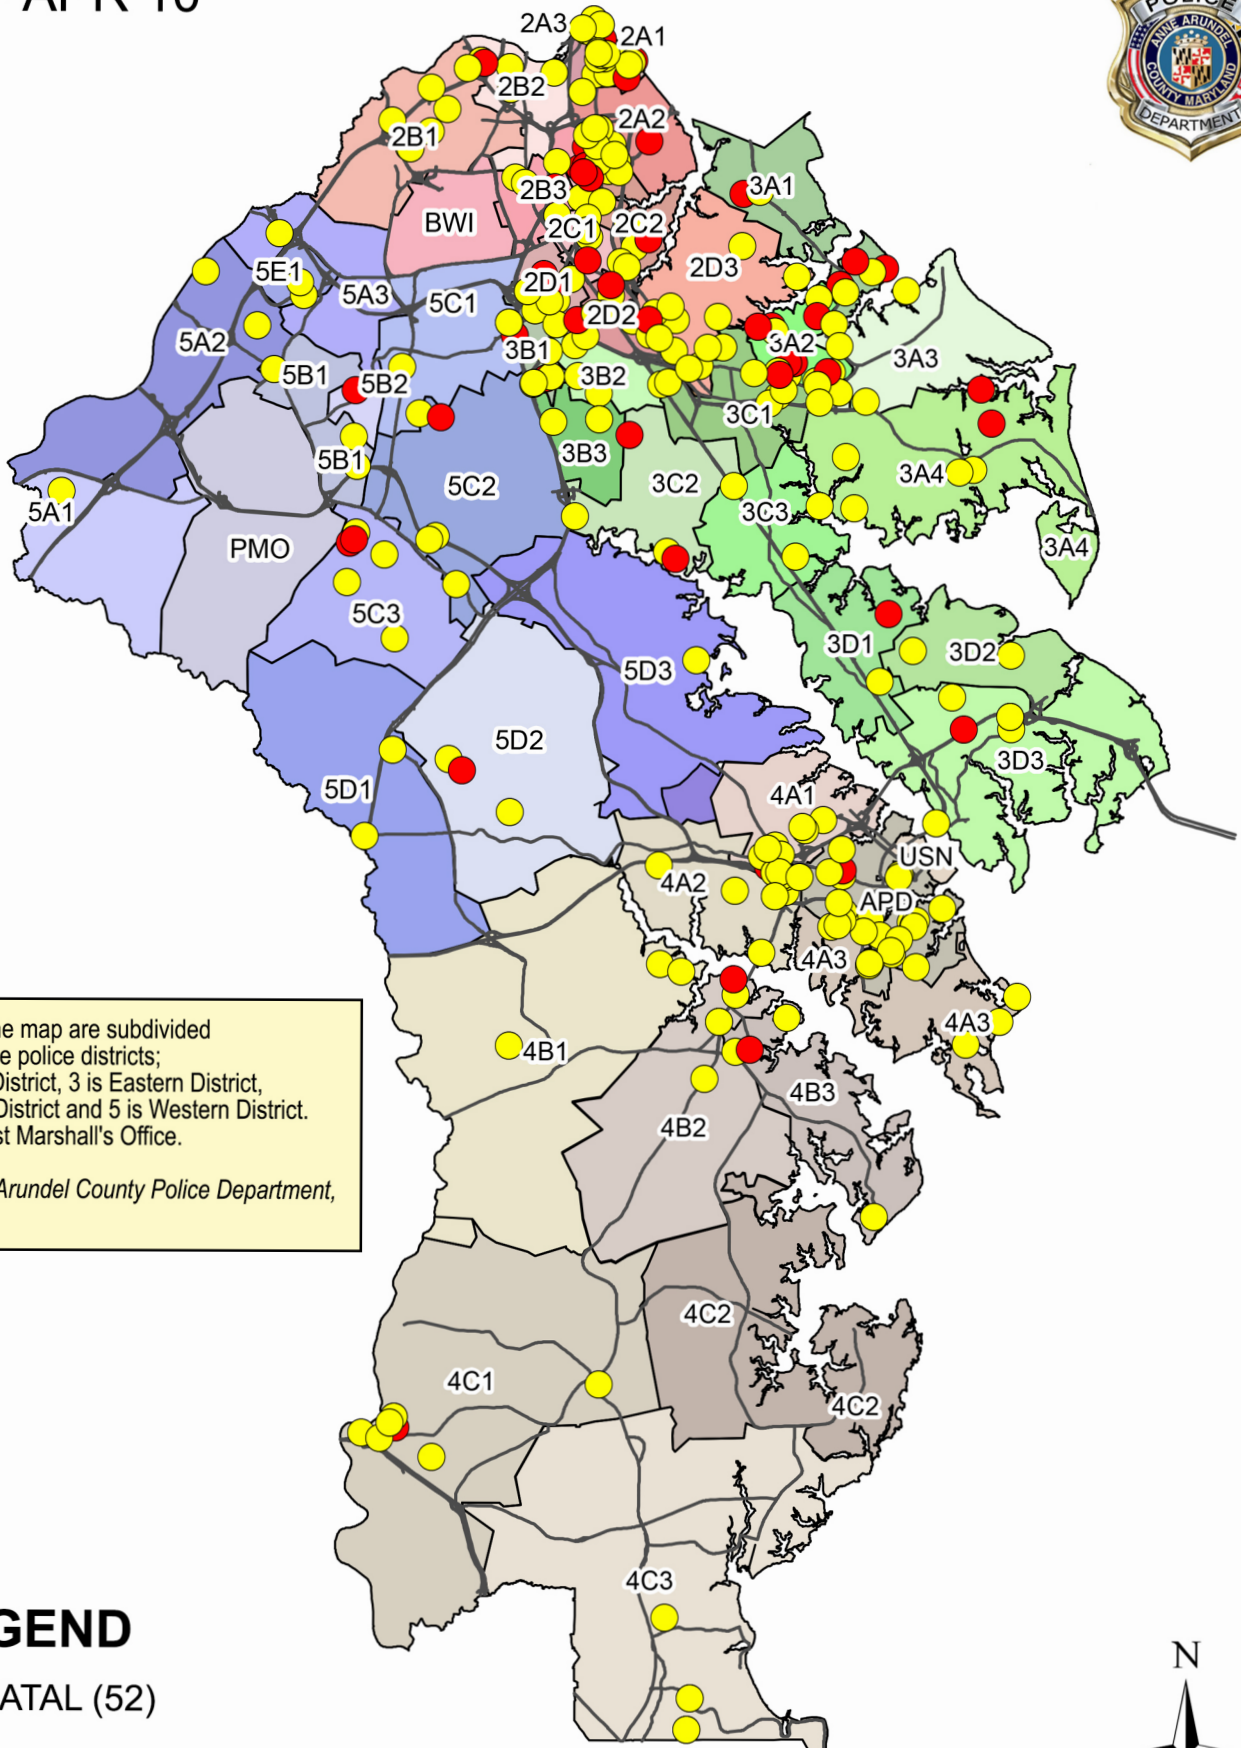 POLICE
ANNE ARUNDEL
COUNTY MARYLAND
DEPARTMENT
2A3
2A1
2B2
2A2
2B1
3A1
2B3
BWI
2C1
2C2
2D3
5E1
2D1
5A3
5C1
2D2
5A2
3B1
3A2
3A3
5B1
5B2
3B2
3C1
5B1
3B3
3A4
5C2
3C2
5A1
3C3
PMO
3A4
5C3
3D1
3D2
5D3
5D2
3D3
5D1
4A1
USN
4A2
APD
4A3
4A3
4B1
4B3
4B2
4C2
4C1
4C2
4C3
ne map are subdivided
e police districts;
District, 3 is Eastern District,
District and 5 is Western District.
st Marshall's Office.
Arundel County Police Department,
GEND
ATAL (52)
N